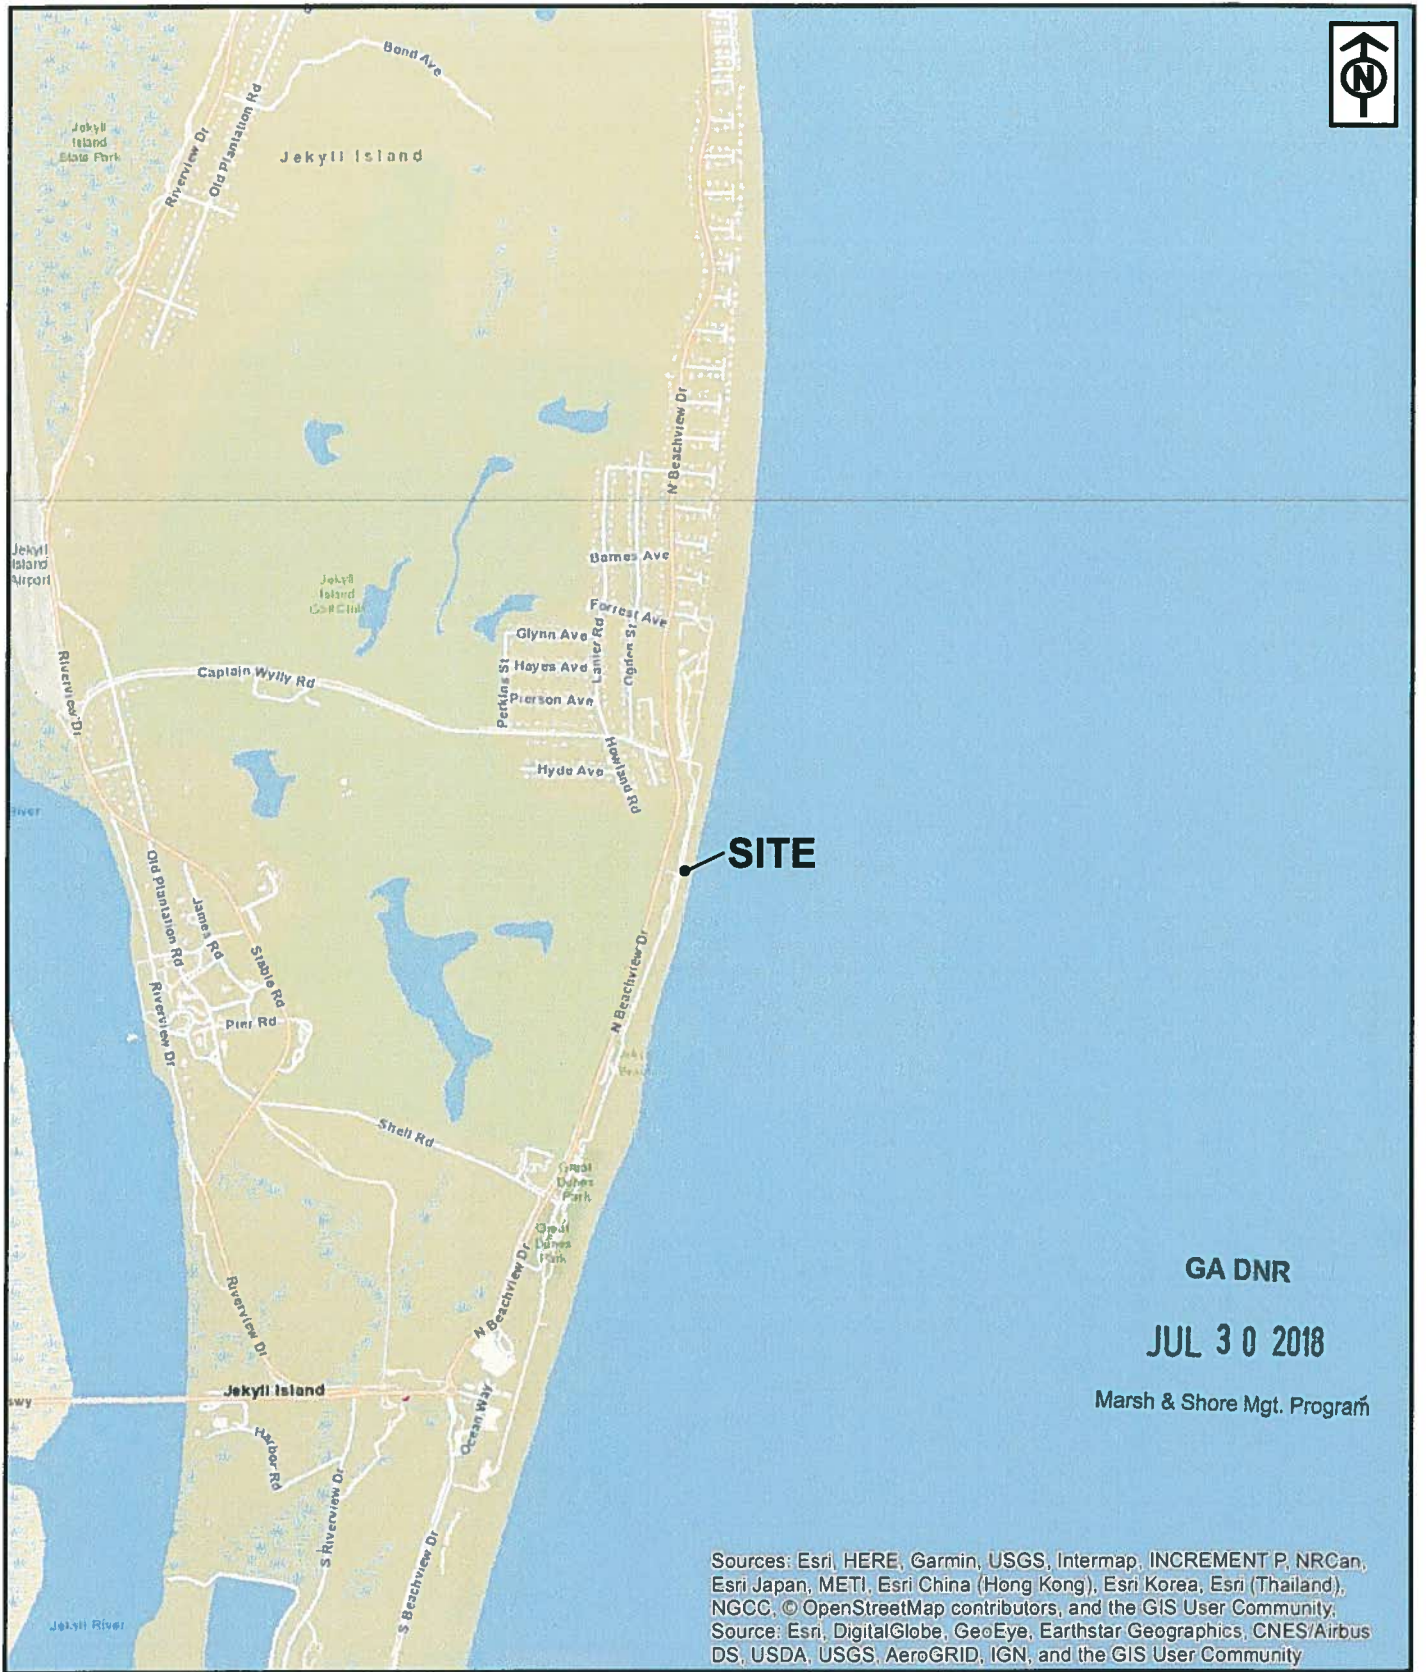 Bond Ave
N
Jekyll
Island
State Park
Riverview Dr
Old Plantation Rd
Jekyll Island
N Beachview Dr
Jekyll
Island
Airport
Barnes Ave
Jekyll
Island
Golf Club
Forrest Ave
Glynn Ave
Lanier Rd
Ogden St
Hayes Ave
Perkins St
Pierson Ave
Riverview Dr
Captain Wylly Rd
Howland Rd
Hyde Ave
River
SITE
Old Plantation Rd
James Rd
Stable Rd
N Beachview Dr
Riverview Dr
Pier Rd
Shell Rd
Great
Dunes
Park
Great
Dunes
Park
N Beachview Dr
Riverview Dr
GA DNR
JUL 30 2018
Marsh & Shore Mgt. Program
Jekyll Island
swy
Ocean Way
Harbor Rd
S Riverview Dr
S Beachview Dr
Jekyll River
Sources: Esri, HERE, Garmin, USGS, Intermap, INCREMENT P, NRCan,
Esri Japan, METI, Esri China (Hong Kong), Esri Korea, Esri (Thailand),
NGCC, © OpenStreetMap contributors, and the GIS User Community,
Source: Esri, DigitalGlobe, GeoEye, Earthstar Geographics, CNES/Airbus
DS, USDA, USGS, AeroGRID, IGN, and the GIS User Community